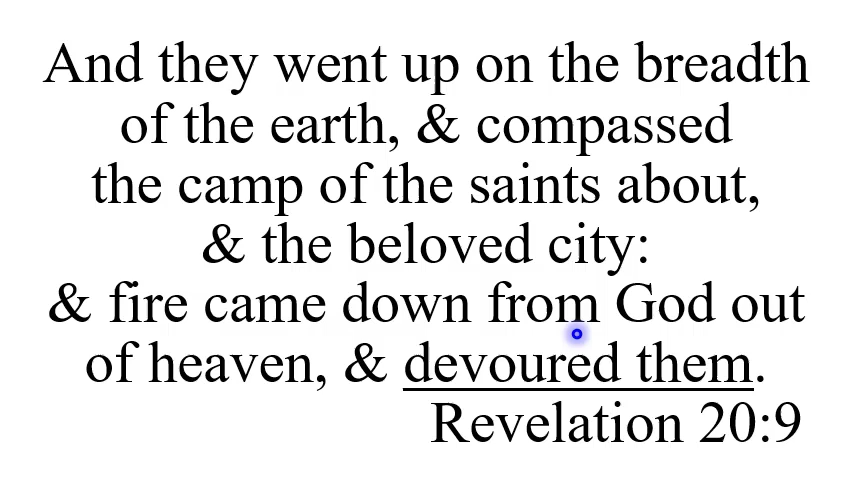 And they went up on the breadth
of the earth, & compassed
the camp of the saints about,
& the beloved city:
& fire came down from God out
of heaven, & devoured them.
Revelation 20:9